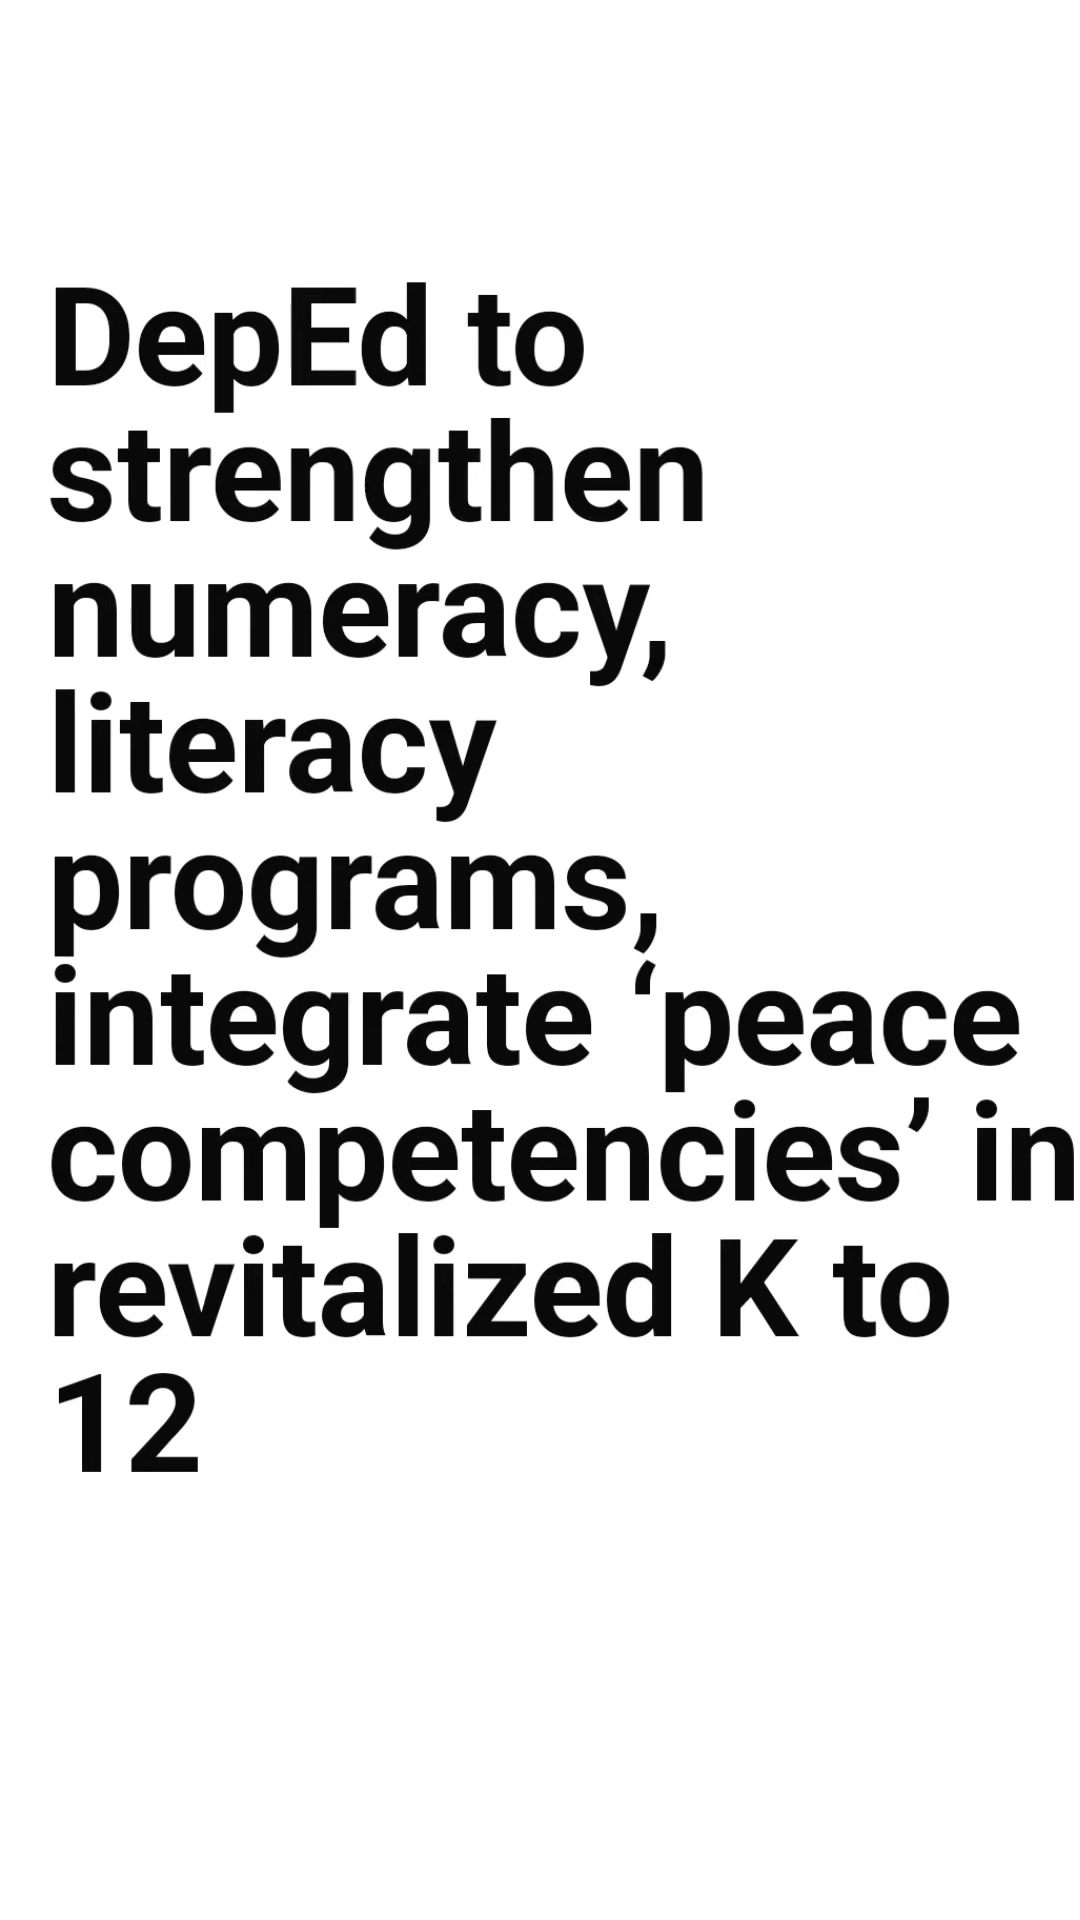 DepEd to
strengthen
numeracy,
literacy
programs,
integrate ‘peace
competencies’ in
revitalized K to
12